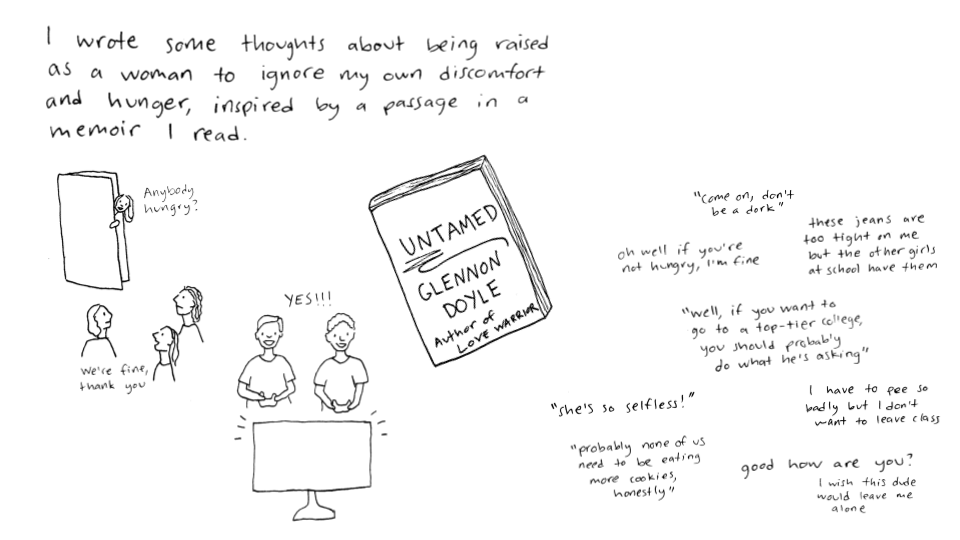 I wrote some thoughts about being raised
as a woman to ignore my own discomfort
and hunger, inspired by a passage in a
memoir I read.
Anybody
hungry?
We're fine,
thank you
YES!!!
UNTAMED
GLENNON
DOYLE
Author of
LOVE WARRIOR
"come on, don't
be a dork"
oh well if you're
not hungry, I'm fine
these jeans are
too tight on me
but the other girls
at school have them
"well, if you want to
go to a top-tier college,
you should probably
do what he's asking"
"she's so selfless!"
I have to pee so
badly but I don't
want to leave class
"probably none of us
need to be eating
more cookies,
honestly"
good how are you?
I wish this dude
would leave me
alone